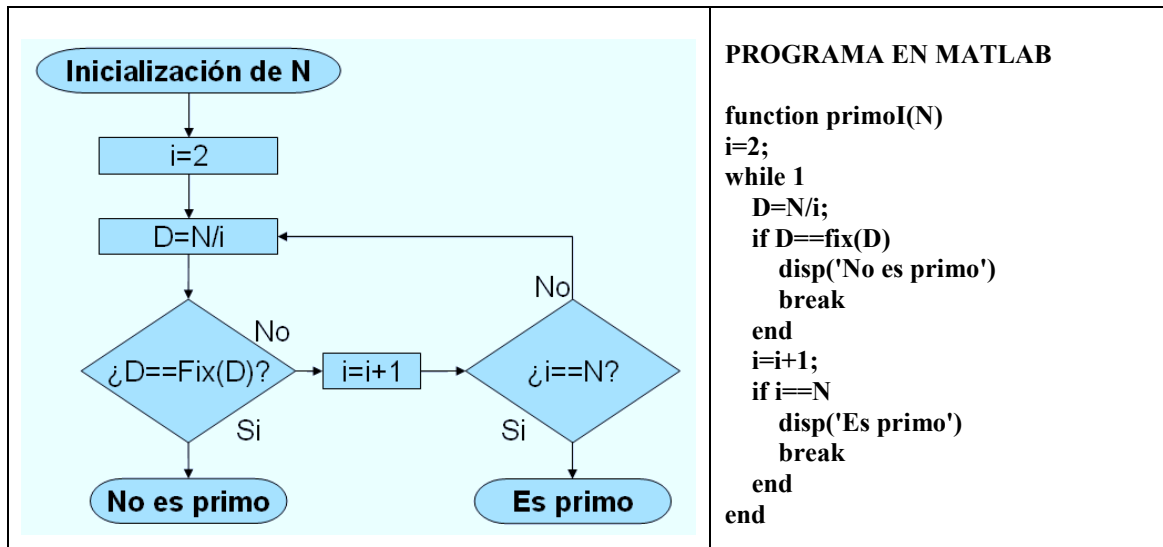 Inicialización de N
i=2
D=N/i
No
No
¿D==Fix(D)?
i=i+1
¿i==N?
Si
Si
No es primo
Es primo
PROGRAMA EN MATLAB
function primoI(N)
i=2;
while 1
D=N/i;
if D==fix(D)
disp('No es primo')
break
end
i=i+1;
if i==N
disp('Es primo')
break
end
end